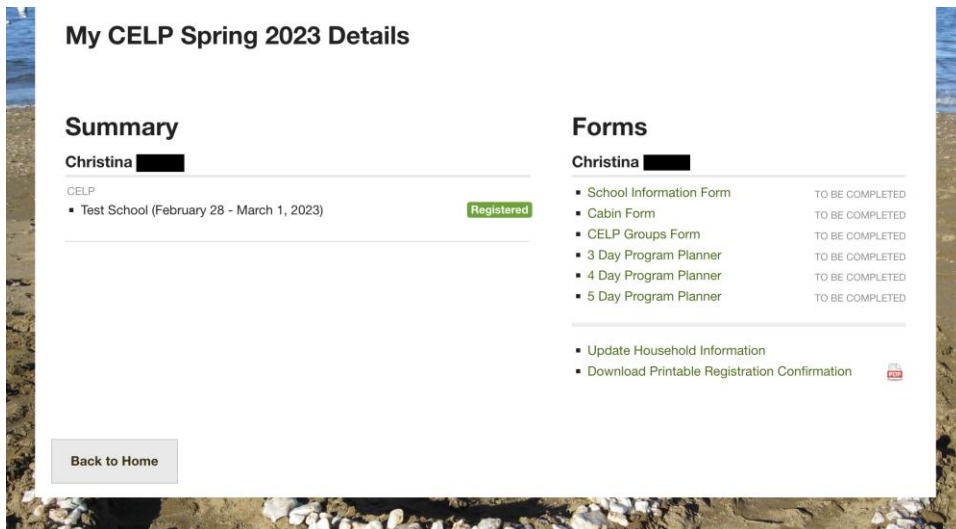 My CELP Spring 2023 Details
Summary
Christina
CELP
Test School (February 28 - March 1, 2023) Registered
Forms
Christina
School Information Form TO BE COMPLETED
Cabin Form TO BE COMPLETED
CELP Groups Form TO BE COMPLETED
3 Day Program Planner TO BE COMPLETED
4 Day Program Planner TO BE COMPLETED
5 Day Program Planner TO BE COMPLETED
Update Household Information
Download Printable Registration Confirmation PDF
Back to Home